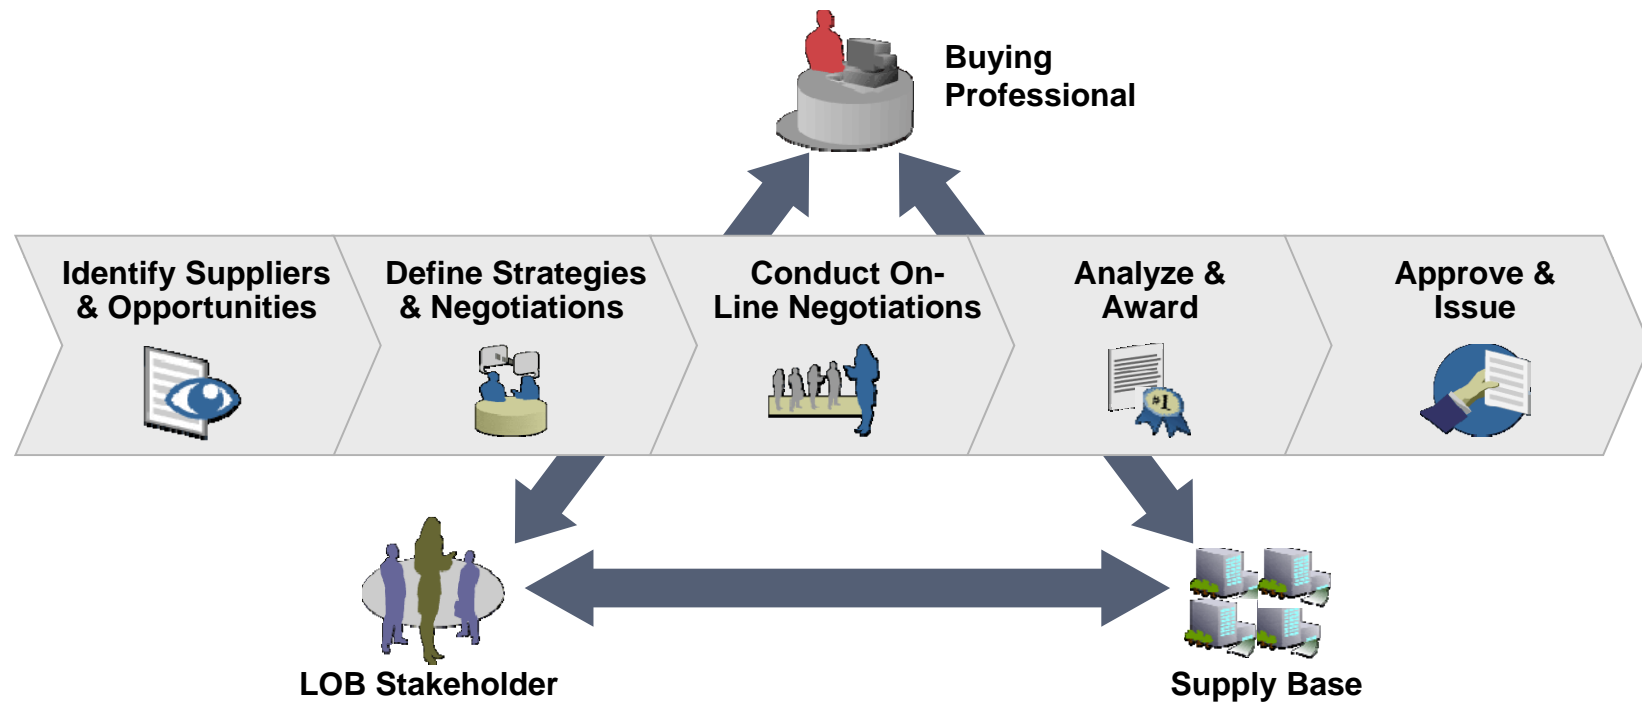 Buying
Professional
Identify Suppliers
& Opportunities
Define Strategies
& Negotiations
Conduct On-
Line Negotiations
Analyze &
Award
Approve &
Issue
#1
LOB Stakeholder
Supply Base